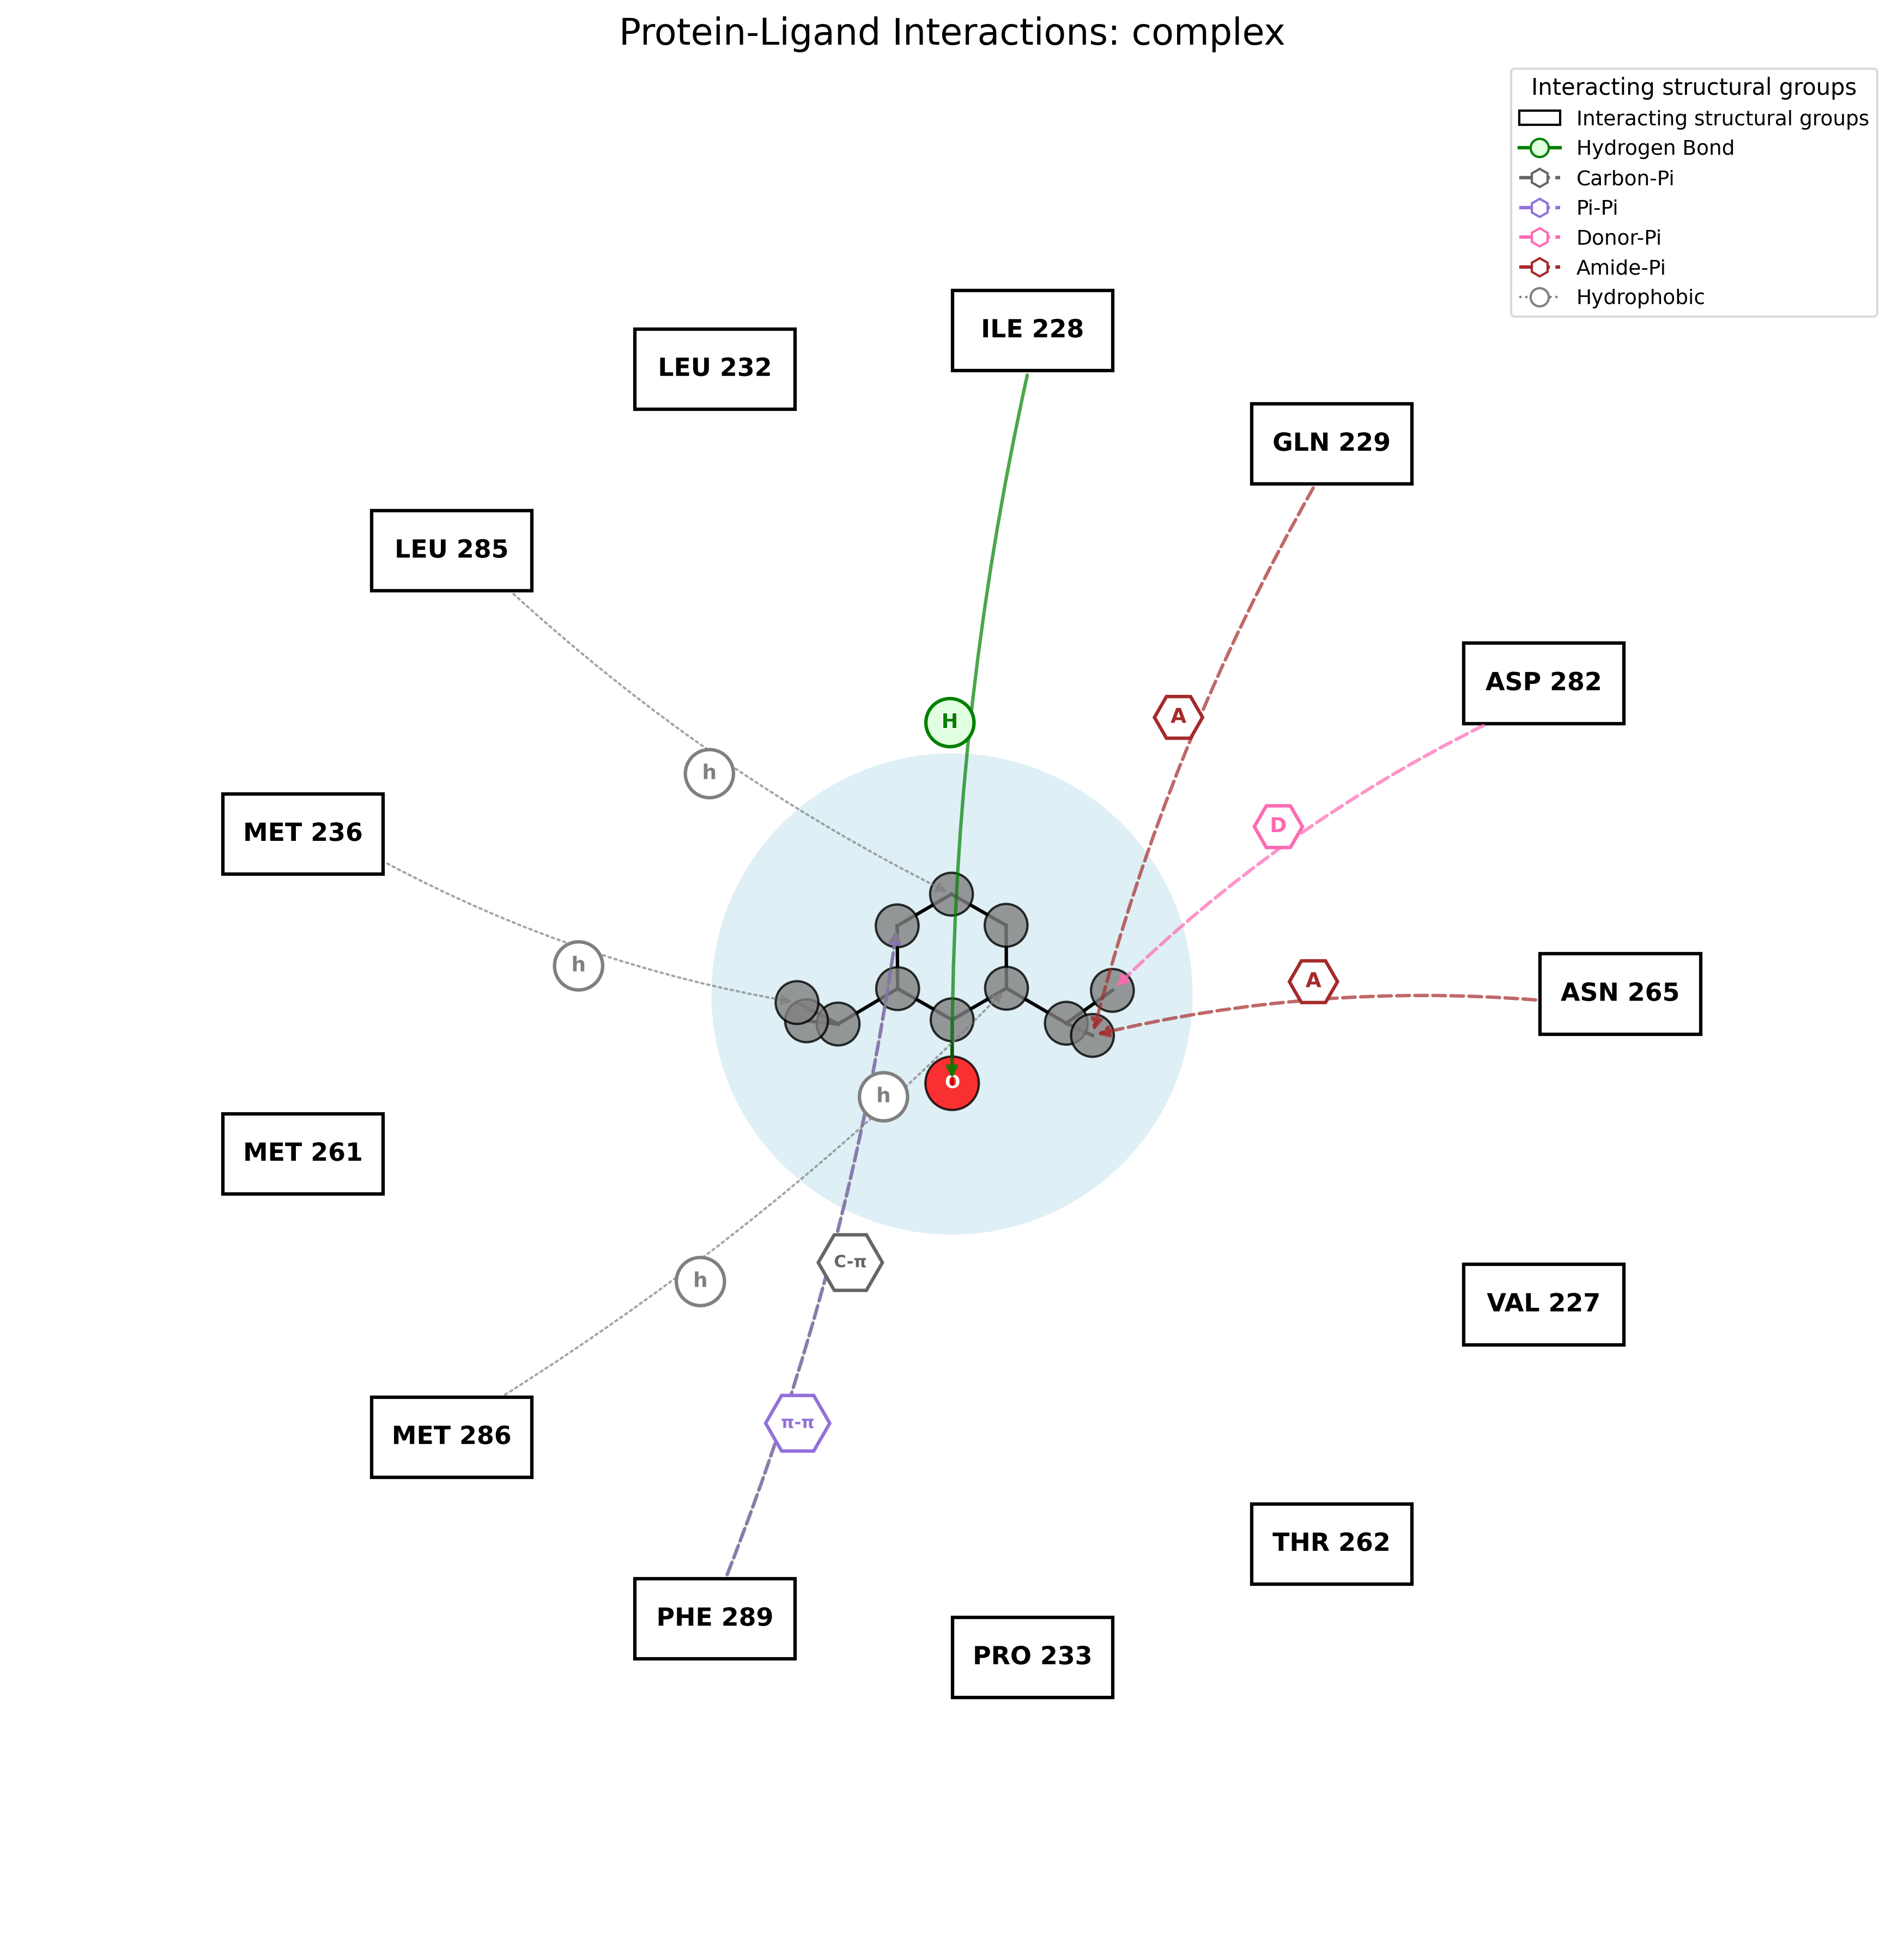 Protein-Ligand Interactions: complex
Interacting structural groups
Interacting structural groups
Hydrogen Bond
Carbon-Pi
Pi-Pi
Donor-Pi
Amide-Pi
Hydrophobic
ILE 228
LEU 232
GLN 229
LEU 285
ASP 282
H
A
h
D
MET 236
h
A
ASN 265
O
h
MET 261
C-π
h
VAL 227
π-π
MET 286
THR 262
PHE 289
PRO 233